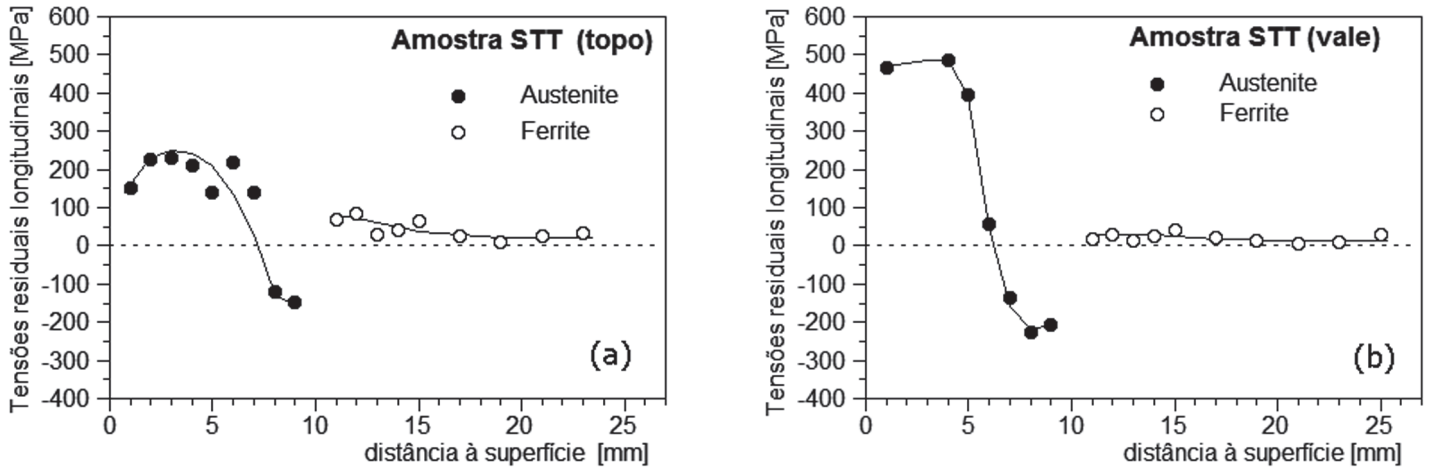 Tensões residuais longitudinais [MPa]
600
500
400
300
200
100
0
-100
-200
-300
-400
Amostra STT (topo)
Austenite
Ferrite
(a)
0
5
10
15
20
25
distância à superfície [mm]
Tensões residuais longitudinais [MPa]
600
500
400
300
200
100
0
-100
-200
-300
-400
Amostra STT (vale)
Austenite
Ferrite
(b)
0
5
10
15
20
25
distância à superfície [mm]